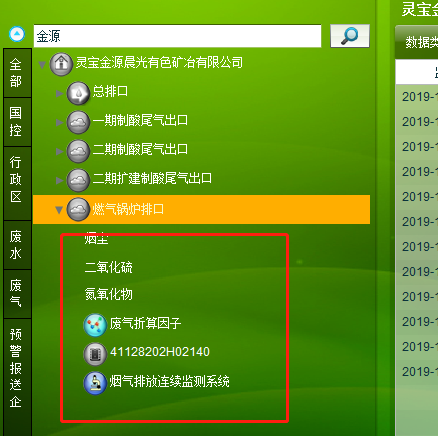 灵宝金
金源
数据类
全部
国控
行政区
废水
废气
预警报送企
灵宝金源晨光有色矿冶有限公司
总排口
一期制酸尾气出口
二期制酸尾气出口
二期扩建制酸尾气出口
燃气锅炉排口
烟尘
二氧化硫
氮氧化物
废气折算因子
41128202H02140
烟气排放连续监测系统
2019-1
2019-1
2019-1
2019-1
2019-1
2019-1
2019-1
2019-1
2019-1
2019-1
2019-1
2019-1